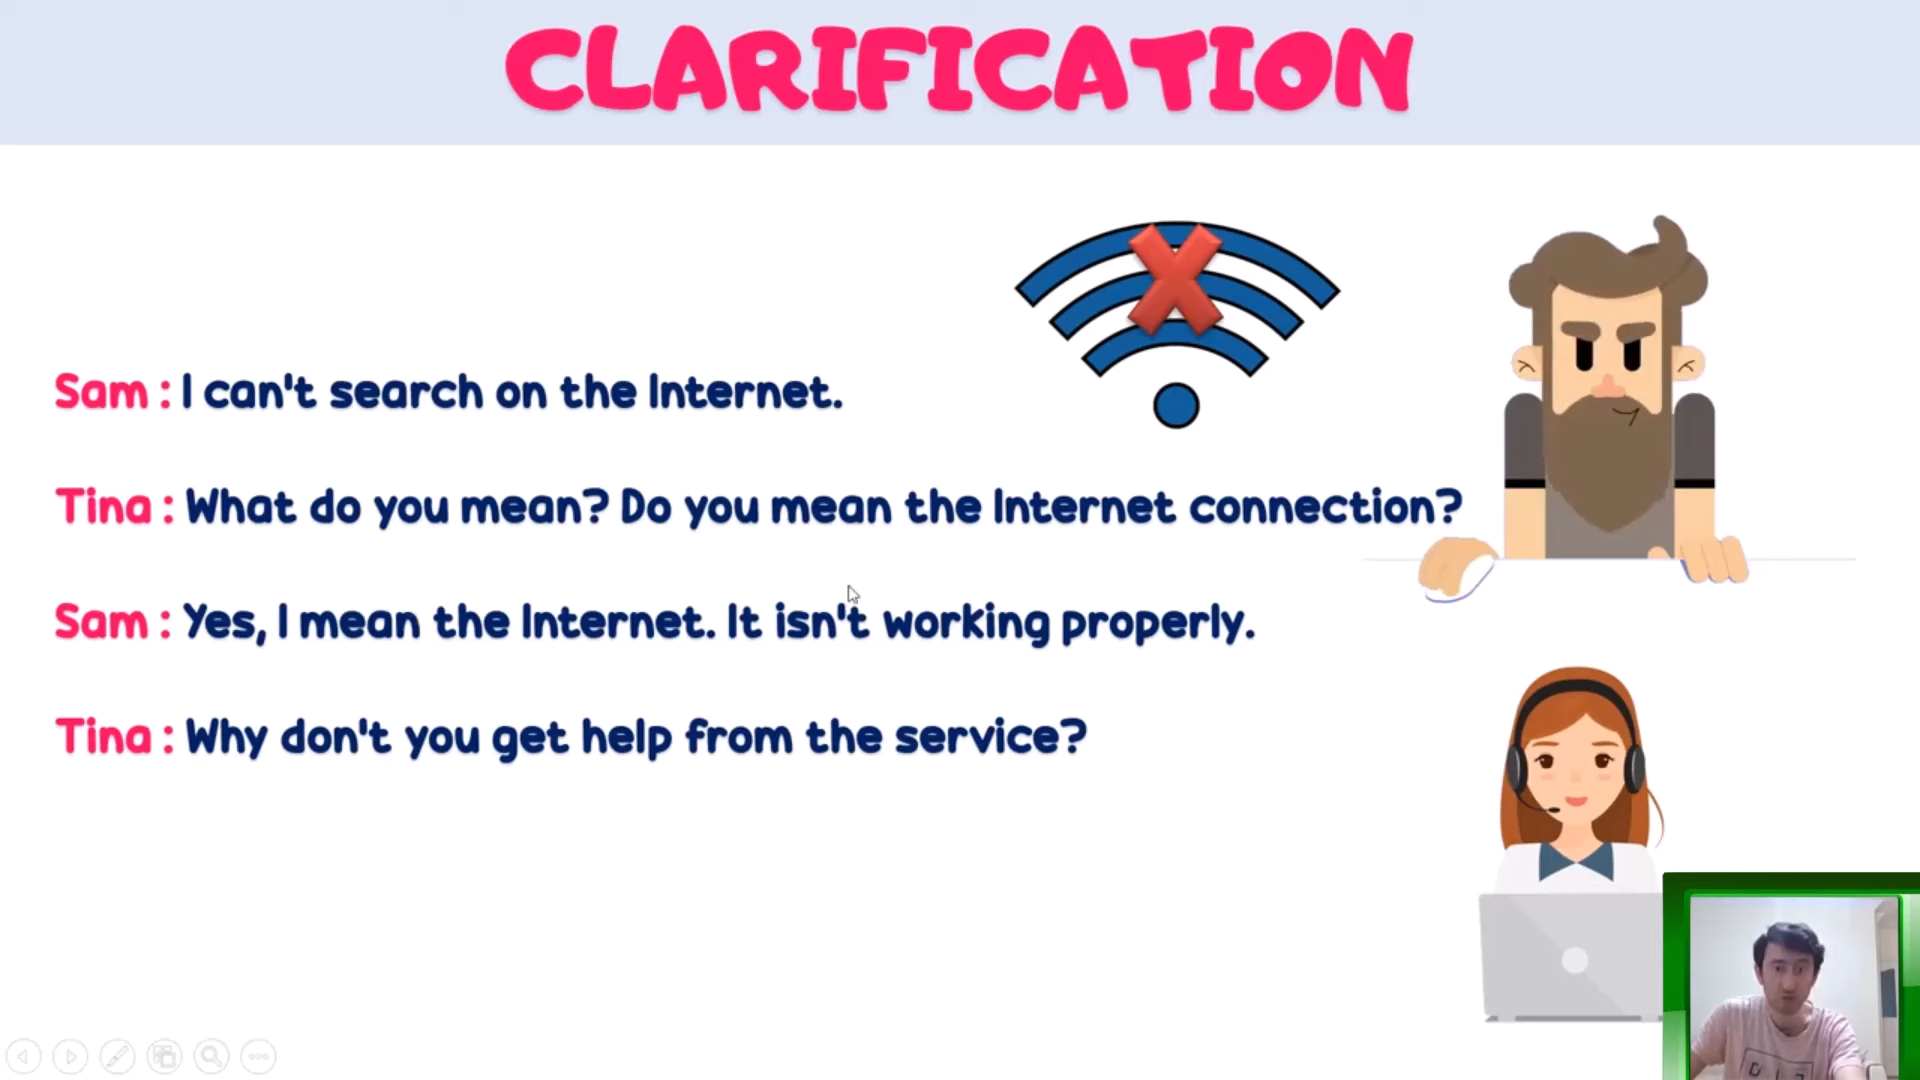 CLARIFICATION
Sam : I can't search on the Internet.
Tina : What do you mean? Do you mean the Internet connection?
Sam : Yes, I mean the Internet. It isn't working properly.
Tina : Why don't you get help from the service?